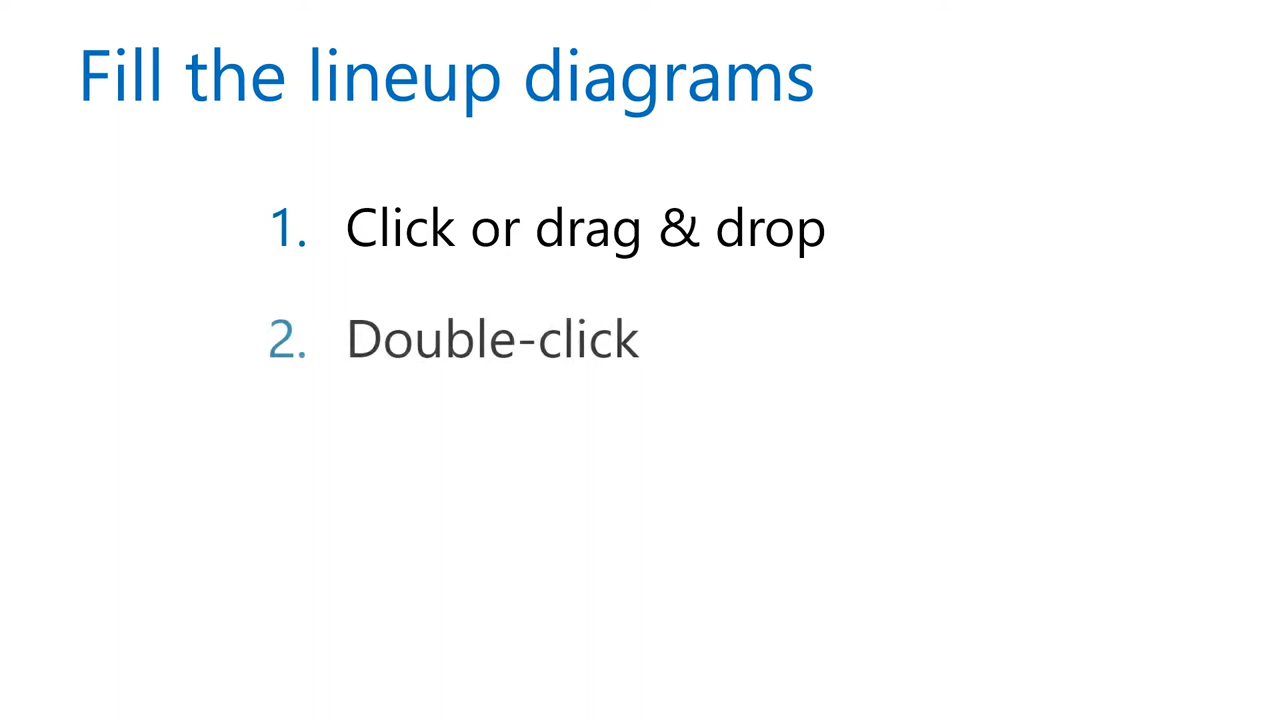 Fill the lineup diagrams
1. Click or drag & drop
2. Double-click